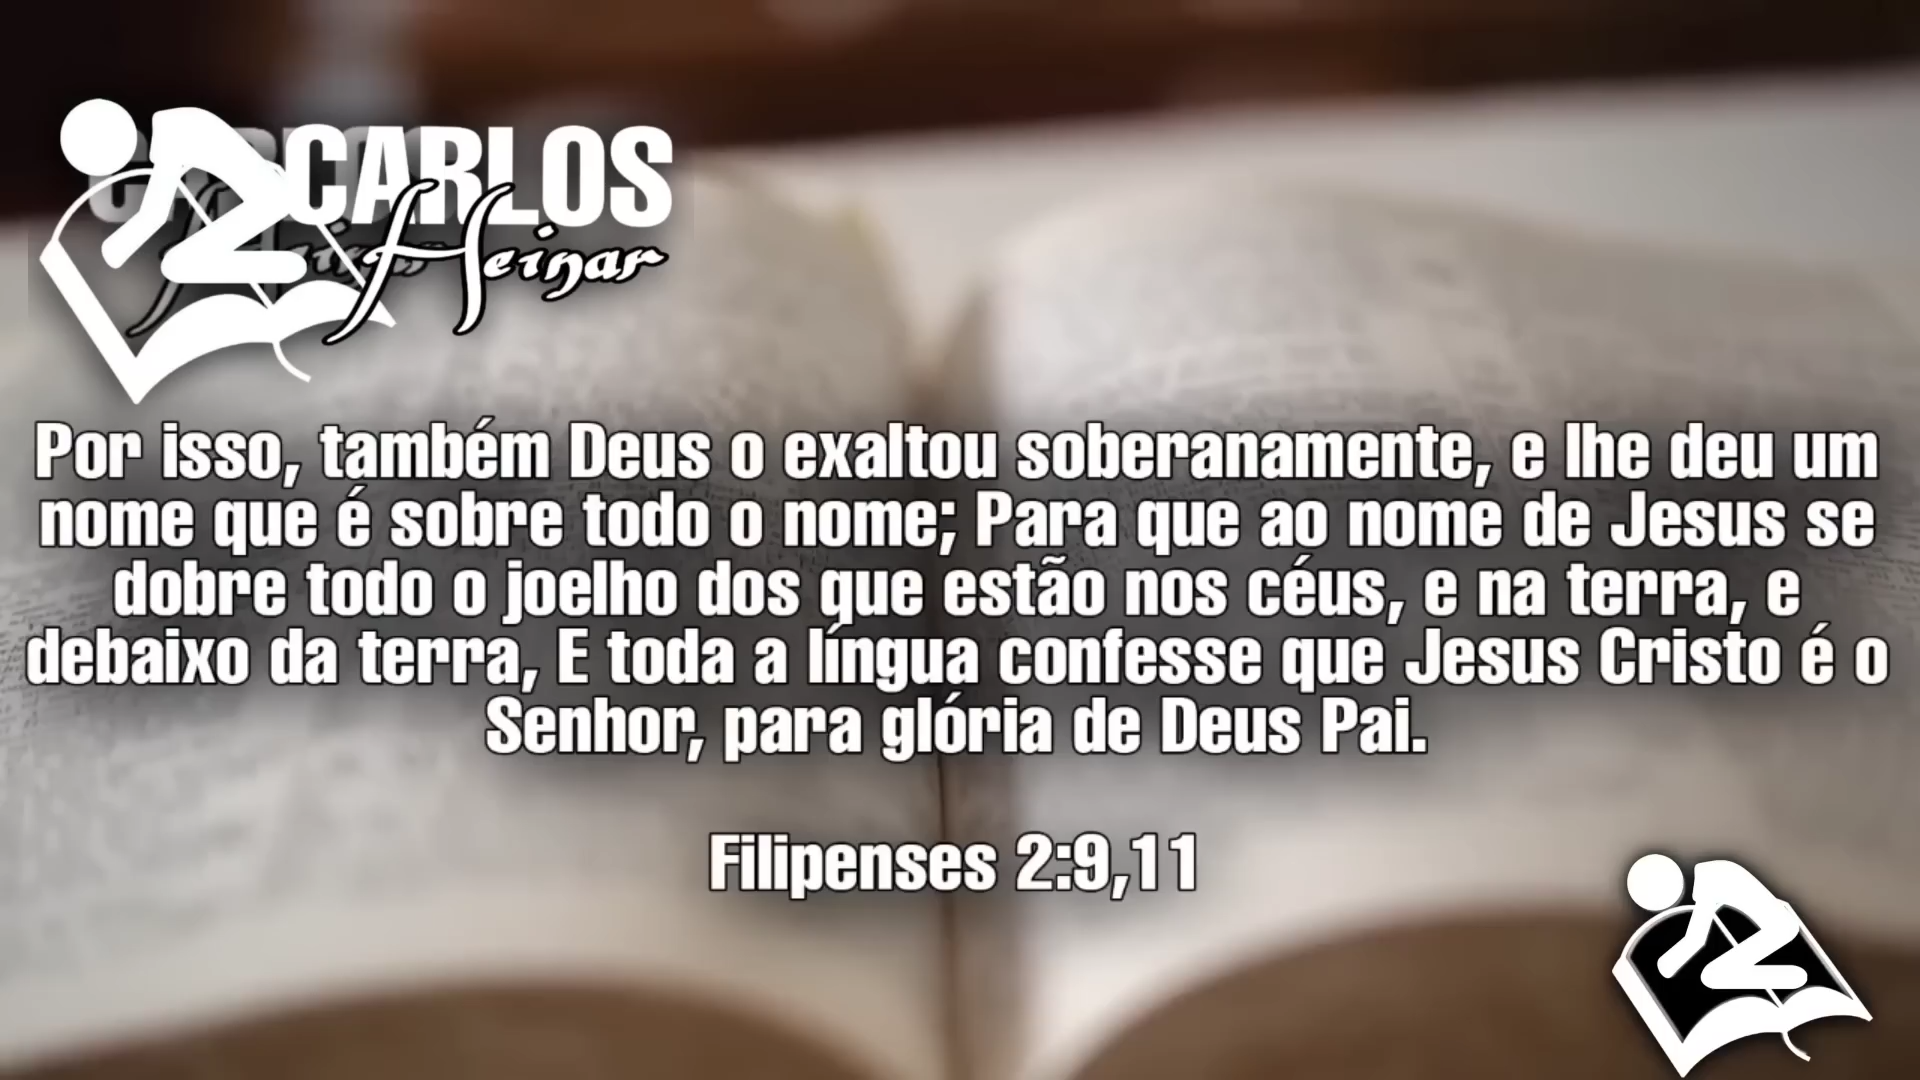 CARLOS
Heinar
Por isso, também Deus o exaltou soberanamente, e lhe deu um
nome que é sobre todo o nome; Para que ao nome de Jesus se
dobre todo o joelho dos que estão nos céus, e na terra, e
debaixo da terra, E toda a língua confesse que Jesus Cristo é o
Senhor, para glória de Deus Pai.
Filipenses 2:9,11